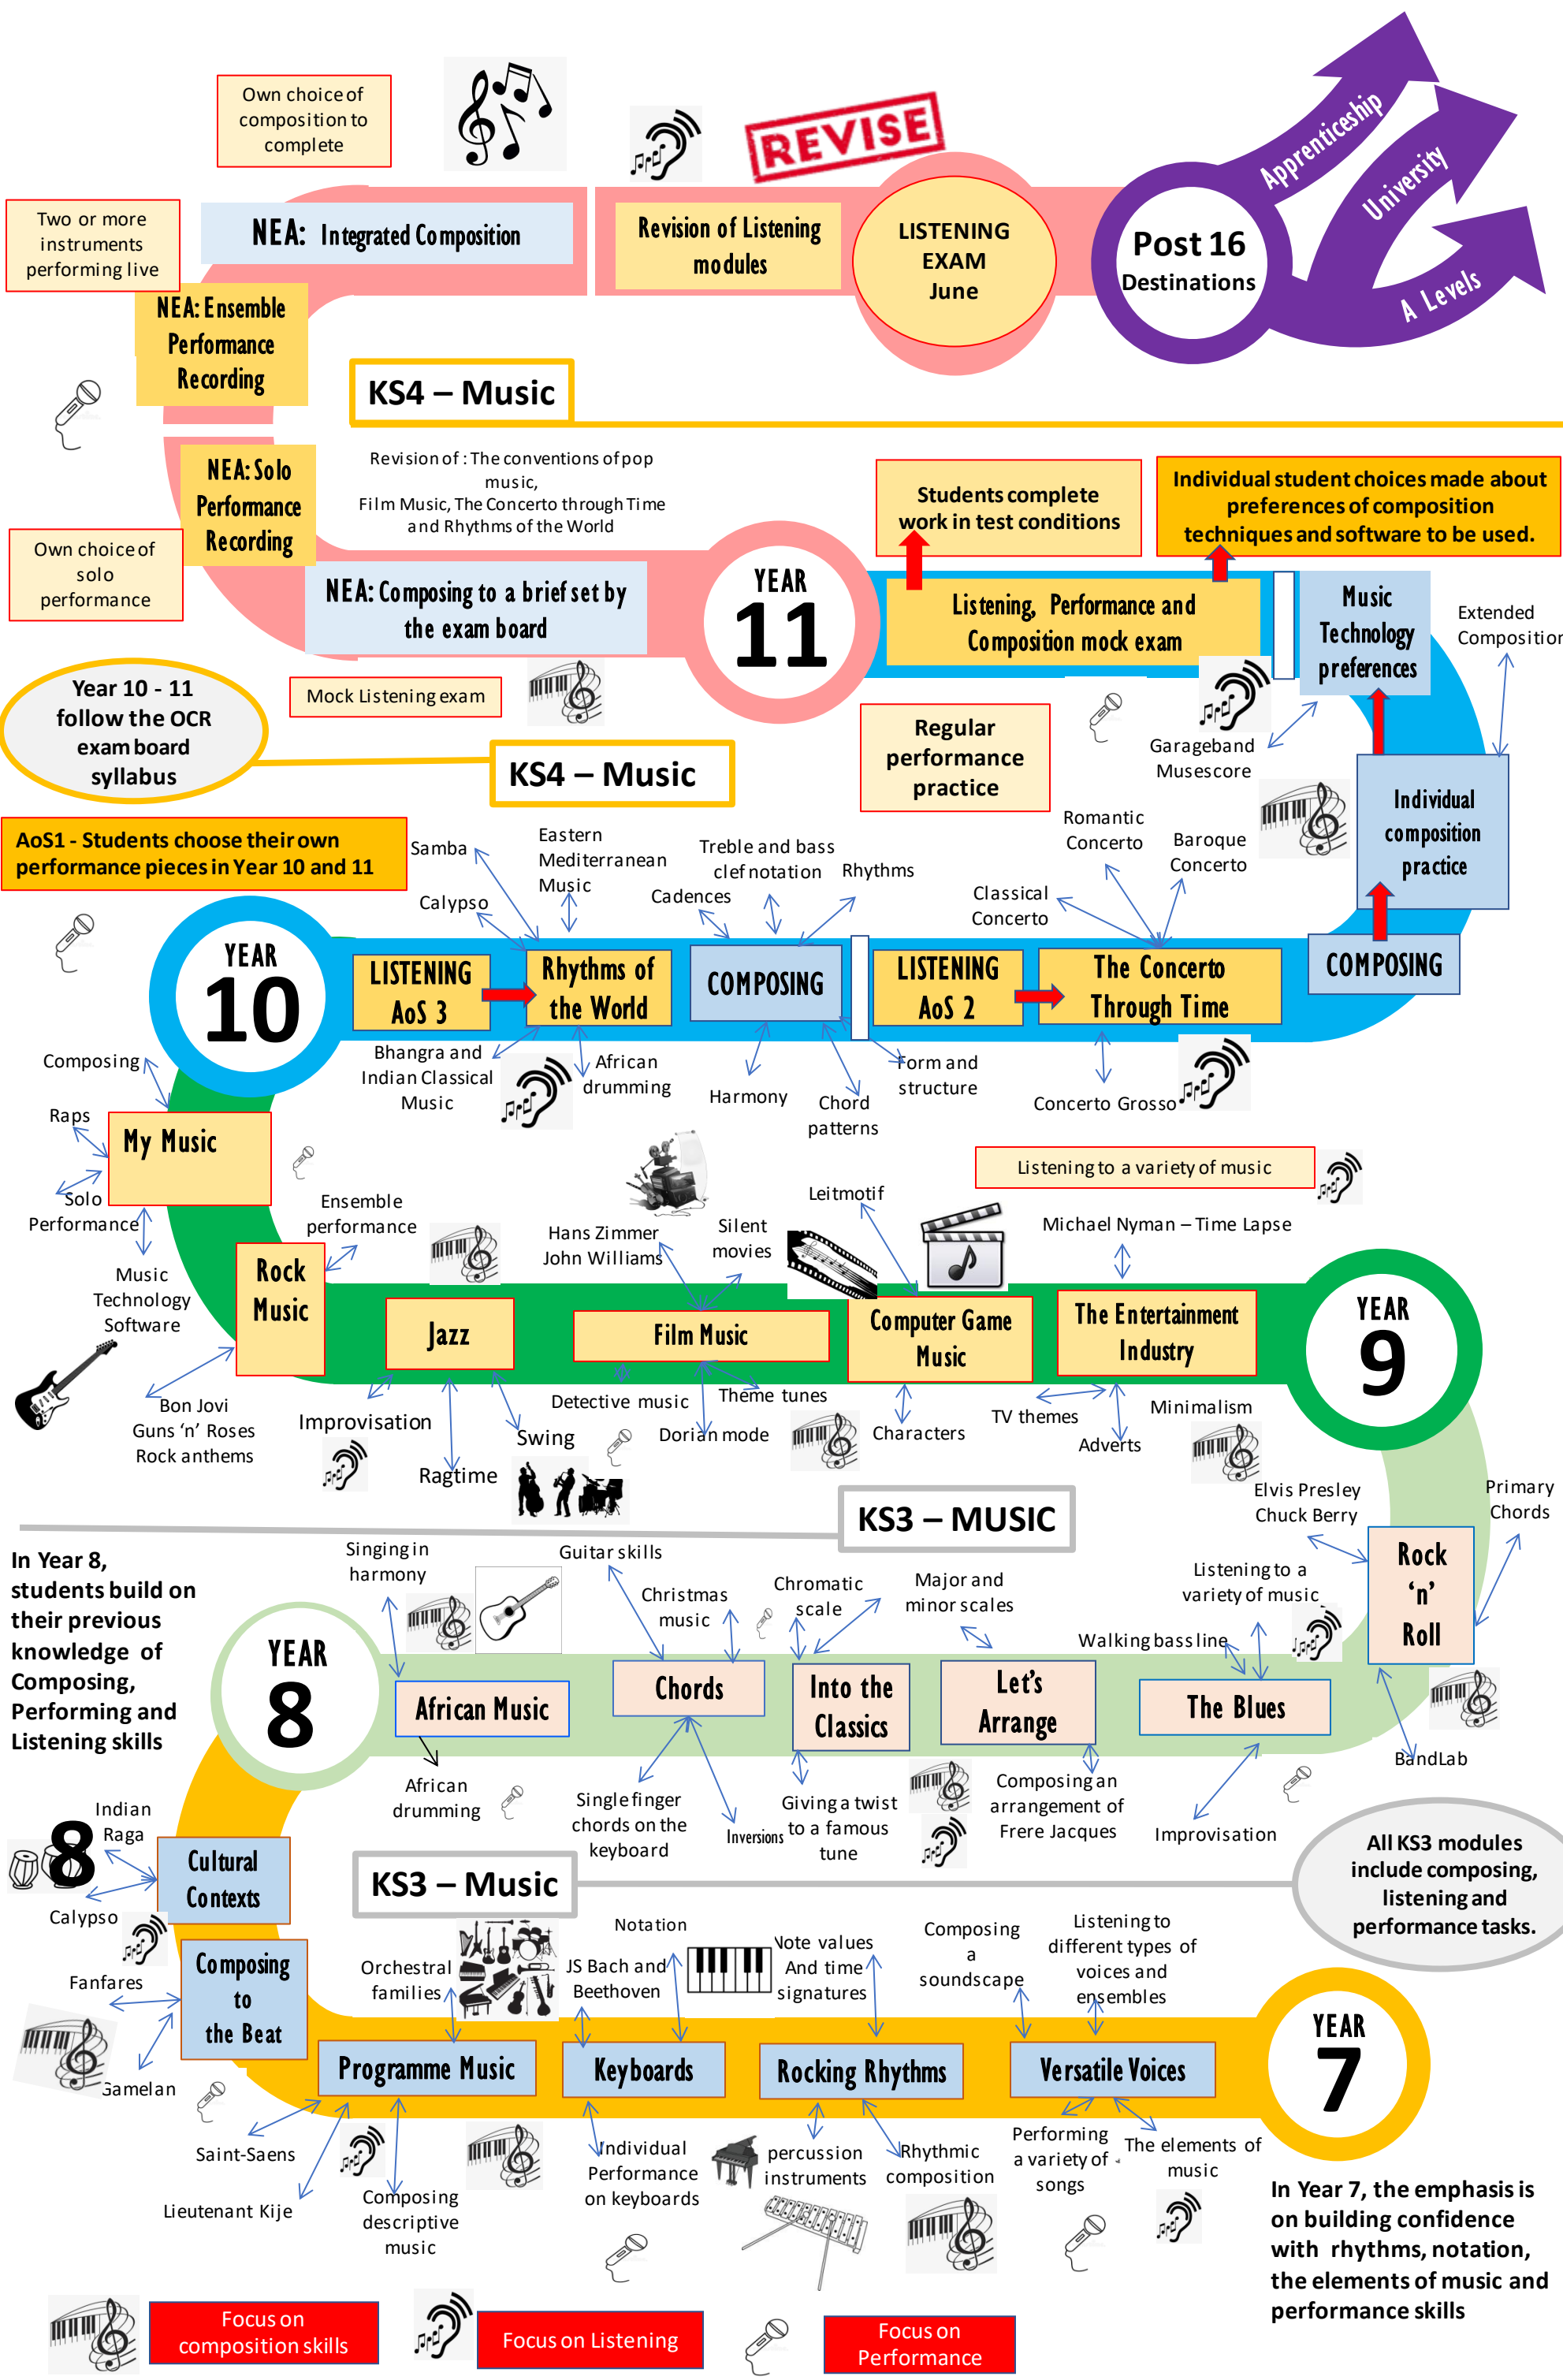 Own choice of
composition to
complete
REVISE
Apprenticeship
University
A Levels
Two or more
instruments
performing live
NEA: Integrated Composition
Revision of Listening
modules
LISTENING
EXAM
June
Post 16
Destinations
NEA: Ensemble
Performance
Recording
KS4 – Music
NEA: Solo
Performance
Recording
Revision of : The conventions of pop
music,
Film Music, The Concerto through Time
and Rhythms of the World
Students complete
work in test conditions
Individual student choices made about
preferences of composition
techniques and software to be used.
Own choice of
solo
performance
NEA: Composing to a brief set by
the exam board
YEAR
11
Listening, Performance and
Composition mock exam
Music
Technology
preferences
Extended
Composition
Year 10 - 11
follow the OCR
exam board
syllabus
Mock Listening exam
KS4 – Music
Regular
performance
practice
Garageband
Musescore
Individual
composition
practice
AoS1 - Students choose their own
performance pieces in Year 10 and 11
Samba
Calypso
Eastern
Mediterranean
Music
Cadences
Treble and bass
clef notation
Rhythms
Classical
Concerto
Romantic
Concerto
Baroque
Concerto
YEAR
10
LISTENING
AoS 3
Rhythms of
the World
COMPOSING
LISTENING
AoS 2
The Concerto
Through Time
COMPOSING
Bhangra and
Indian Classical
Music
African
drumming
Harmony
Chord
patterns
Form and
structure
Concerto Grosso
Composing
Raps
My Music
Solo
Performance
Music
Technology
Software
Listening to a variety of music
Ensemble
performance
Hans Zimmer
John Williams
Silent
movies
Leitmotif
Michael Nyman – Time Lapse
Rock
Music
Jazz
Film Music
Computer Game
Music
The Entertainment
Industry
YEAR
9
Bon Jovi
Guns ‘n’ Roses
Rock anthems
Improvisation
Ragtime
Swing
Detective music
Dorian mode
Theme tunes
Characters
TV themes
Adverts
Minimalism
KS3 – MUSIC
Elvis Presley
Chuck Berry
Primary
Chords
Rock
‘n’
Roll
In Year 8,
students build on
their previous
knowledge of
Composing,
Performing and
Listening skills
Singing in
harmony
Guitar skills
Christmas
music
Chromatic
scale
Major and
minor scales
Walking bass line
Listening to a
variety of music
YEAR
8
African Music
Chords
Into the
Classics
Let’s
Arrange
The Blues
BandLab
African
drumming
Single finger
chords on the
keyboard
Inversions
Giving a twist
to a famous
tune
Composing an
arrangement of
Frere Jacques
Improvisation
All KS3 modules
include composing,
listening and
performance tasks.
Indian
Raga
8
Calypso
Cultural
Contexts
KS3 – Music
Fanfares
Gamelan
Composing
to
the Beat
Orchestral
families
Notation
JS Bach and
Beethoven
Note values
And time
signatures
Composing
a
soundscape
Listening to
different types of
voices and
ensembles
Programme Music
Keyboards
Rocking Rhythms
Versatile Voices
YEAR
7
Saint-Saens
Lieutenant Kije
Composing
descriptive
music
Individual
Performance
on keyboards
percussion
instruments
Rhythmic
composition
Performing
a variety of
songs
The elements of
music
In Year 7, the emphasis is
on building confidence
with rhythms, notation,
the elements of music and
performance skills
Focus on
composition skills
Focus on Listening
Focus on
Performance